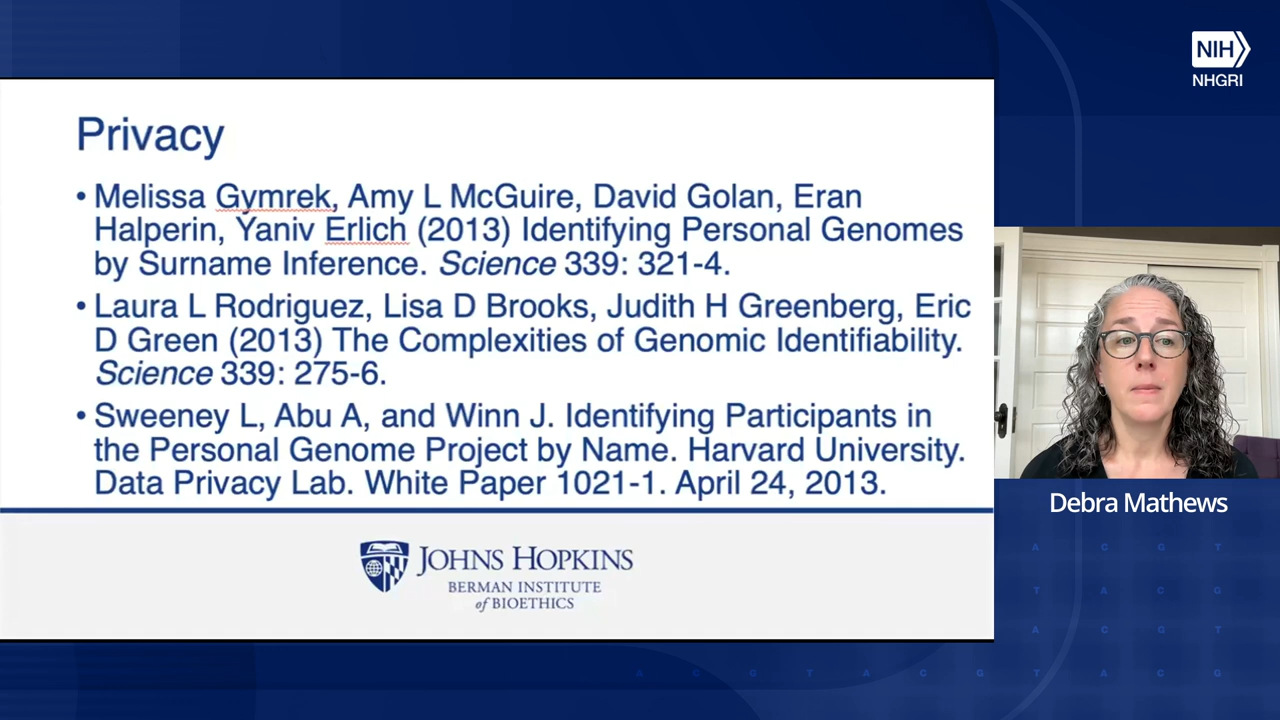 NIH
NHGRI
Privacy
• Melissa Gymrek, Amy L McGuire, David Golan, Eran
Halperin, Yaniv Erlich (2013) Identifying Personal Genomes
by Surname Inference. Science 339: 321-4.
• Laura L Rodriguez, Lisa D Brooks, Judith H Greenberg, Eric
D Green (2013) The Complexities of Genomic Identifiability.
Science 339: 275-6.
• Sweeney L, Abu A, and Winn J. Identifying Participants in
the Personal Genome Project by Name. Harvard University.
Data Privacy Lab. White Paper 1021-1. April 24, 2013.
Debra Mathews
JOHNS HOPKINS
BERMAN INSTITUTE
of BIOETHICS
A C G T
T A C G
A C G T
A C G T A C G T A C G